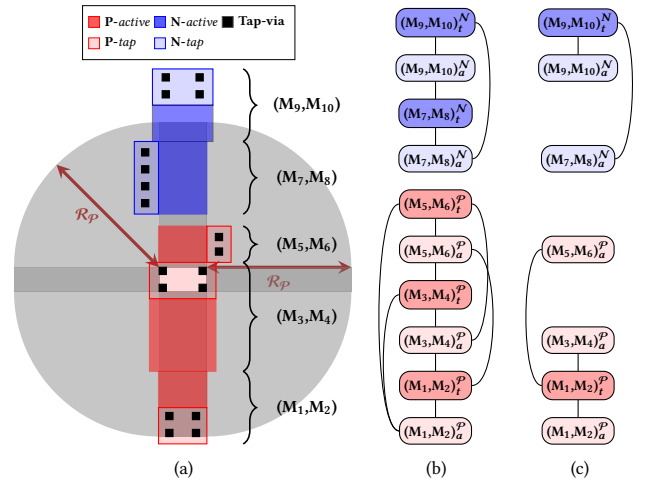 P-active N-active Tap-via
P-tap N-tap
(M9,M10)
(M7,M8)
(M5,M6)
(M3,M4)
(M1,M2)
R𝒫
R𝒫
(a)
(M9,M10)t𝒩
(M9,M10)a𝒩
(M7,M8)t𝒩
(M7,M8)a𝒩
(M5,M6)t𝒫
(M5,M6)a𝒫
(M3,M4)t𝒫
(M3,M4)a𝒫
(M1,M2)t𝒫
(M1,M2)a𝒫
(b)
(M9,M10)t𝒩
(M9,M10)a𝒩
(M7,M8)a𝒩
(M5,M6)a𝒫
(M3,M4)a𝒫
(M1,M2)t𝒫
(M1,M2)a𝒫
(c)